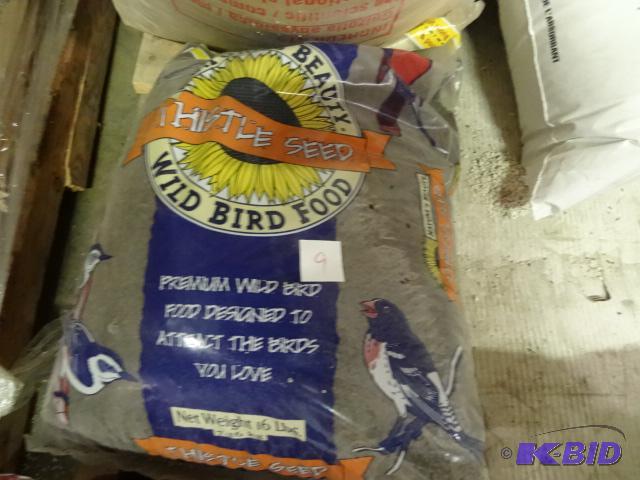 BEAUTY
THISTLE SEED
WILD BIRD FOOD
9
PREMIUM WILD BIRD
FOOD DESIGNED TO
ATTRACT THE BIRDS
YOU LOVE
Net Weight 16 Lbs.
THISTLE SEED
© K-BID